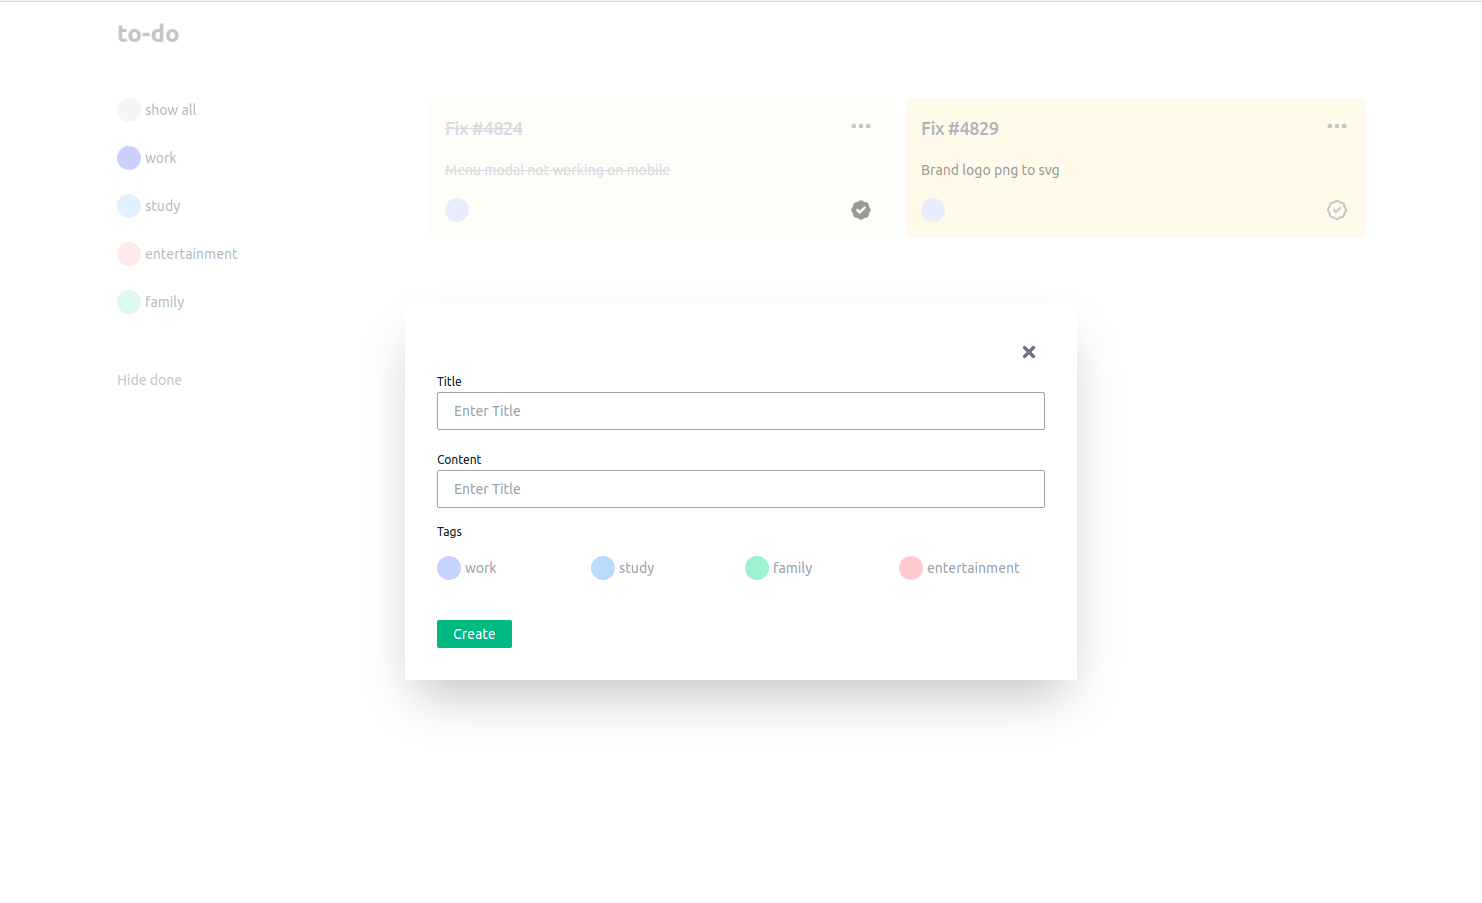 to-do
show all
work
study
entertainment
family
Hide done
Fix #4824
Menu modal not working on mobile
Fix #4829
Brand logo png to svg
Title
Enter Title
Content
Enter Title
Tags
work study family entertainment
Create